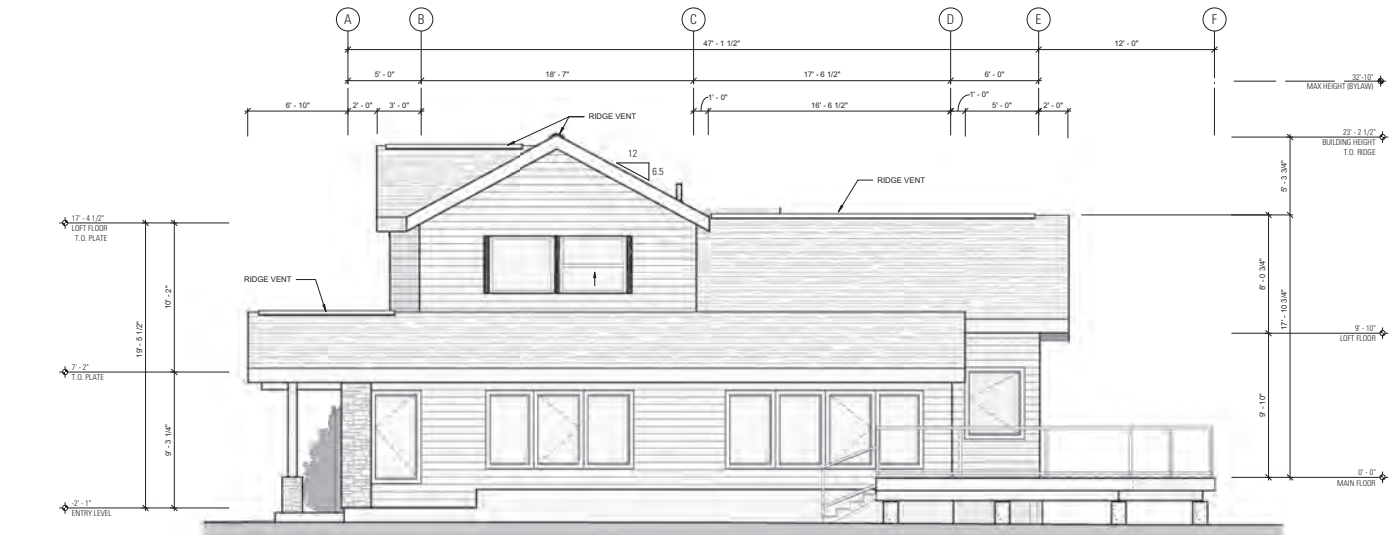 A B C D E F
47' - 1 1/2" 12' - 0"
5' - 0" 18' - 7" 17' - 6 1/2" 6' - 0"
32'-10"
MAX HEIGHT (BYLAW)
6' - 10" 2' - 0" 3' - 0" 1' - 0" 16' - 6 1/2" 1' - 0" 5' - 0" 2' - 0"
RIDGE VENT
23' - 2 1/2"
BUILDING HEIGHT
T.O. RIDGE
12
6.5
RIDGE VENT
5' - 3 3/4"
17' - 4 1/2"
LOFT FLOOR
T.O. PLATE
RIDGE VENT
10' - 2"
19' - 5 1/2"
8' - 0 3/4"
17' - 10 3/4"
9' - 10"
LOFT FLOOR
7' - 2"
T.O. PLATE
9' - 3 1/4"
9' - 10"
0' - 0"
MAIN FLOOR
-2' - 1"
ENTRY LEVEL